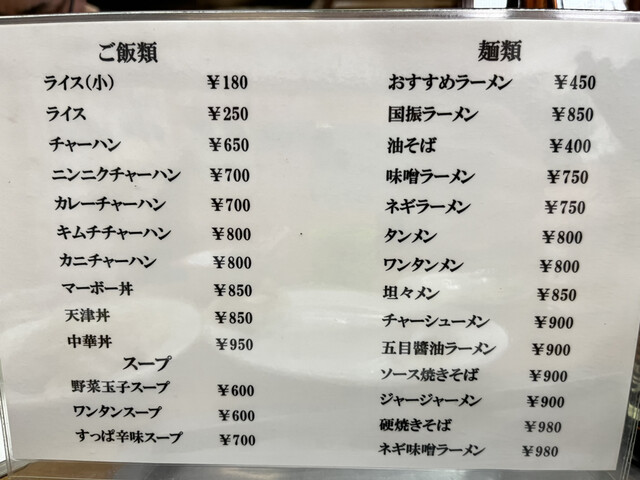 ご飯類
ライス(小) ￥180
ライス ￥250
チャーハン ￥650
ニンニクチャーハン ￥700
カレーチャーハン ￥700
キムチチャーハン ￥800
カニチャーハン ￥800
マーボー丼 ￥850
天津丼 ￥850
中華丼 ￥950
スープ
野菜玉子スープ ￥600
ワンタンスープ ￥600
すっぱ辛味スープ ￥700
麺類
おすすめラーメン ￥450
国振ラーメン ￥850
油そば ￥400
味噌ラーメン ￥750
ネギラーメン ￥750
タンメン ￥800
ワンタンメン ￥800
坦々メン ￥850
チャーシューメン ￥900
五目醬油ラーメン ￥900
ソース焼きそば ￥900
ジャージャーメン ￥900
硬焼きそば ￥980
ネギ味噌ラーメン ￥980